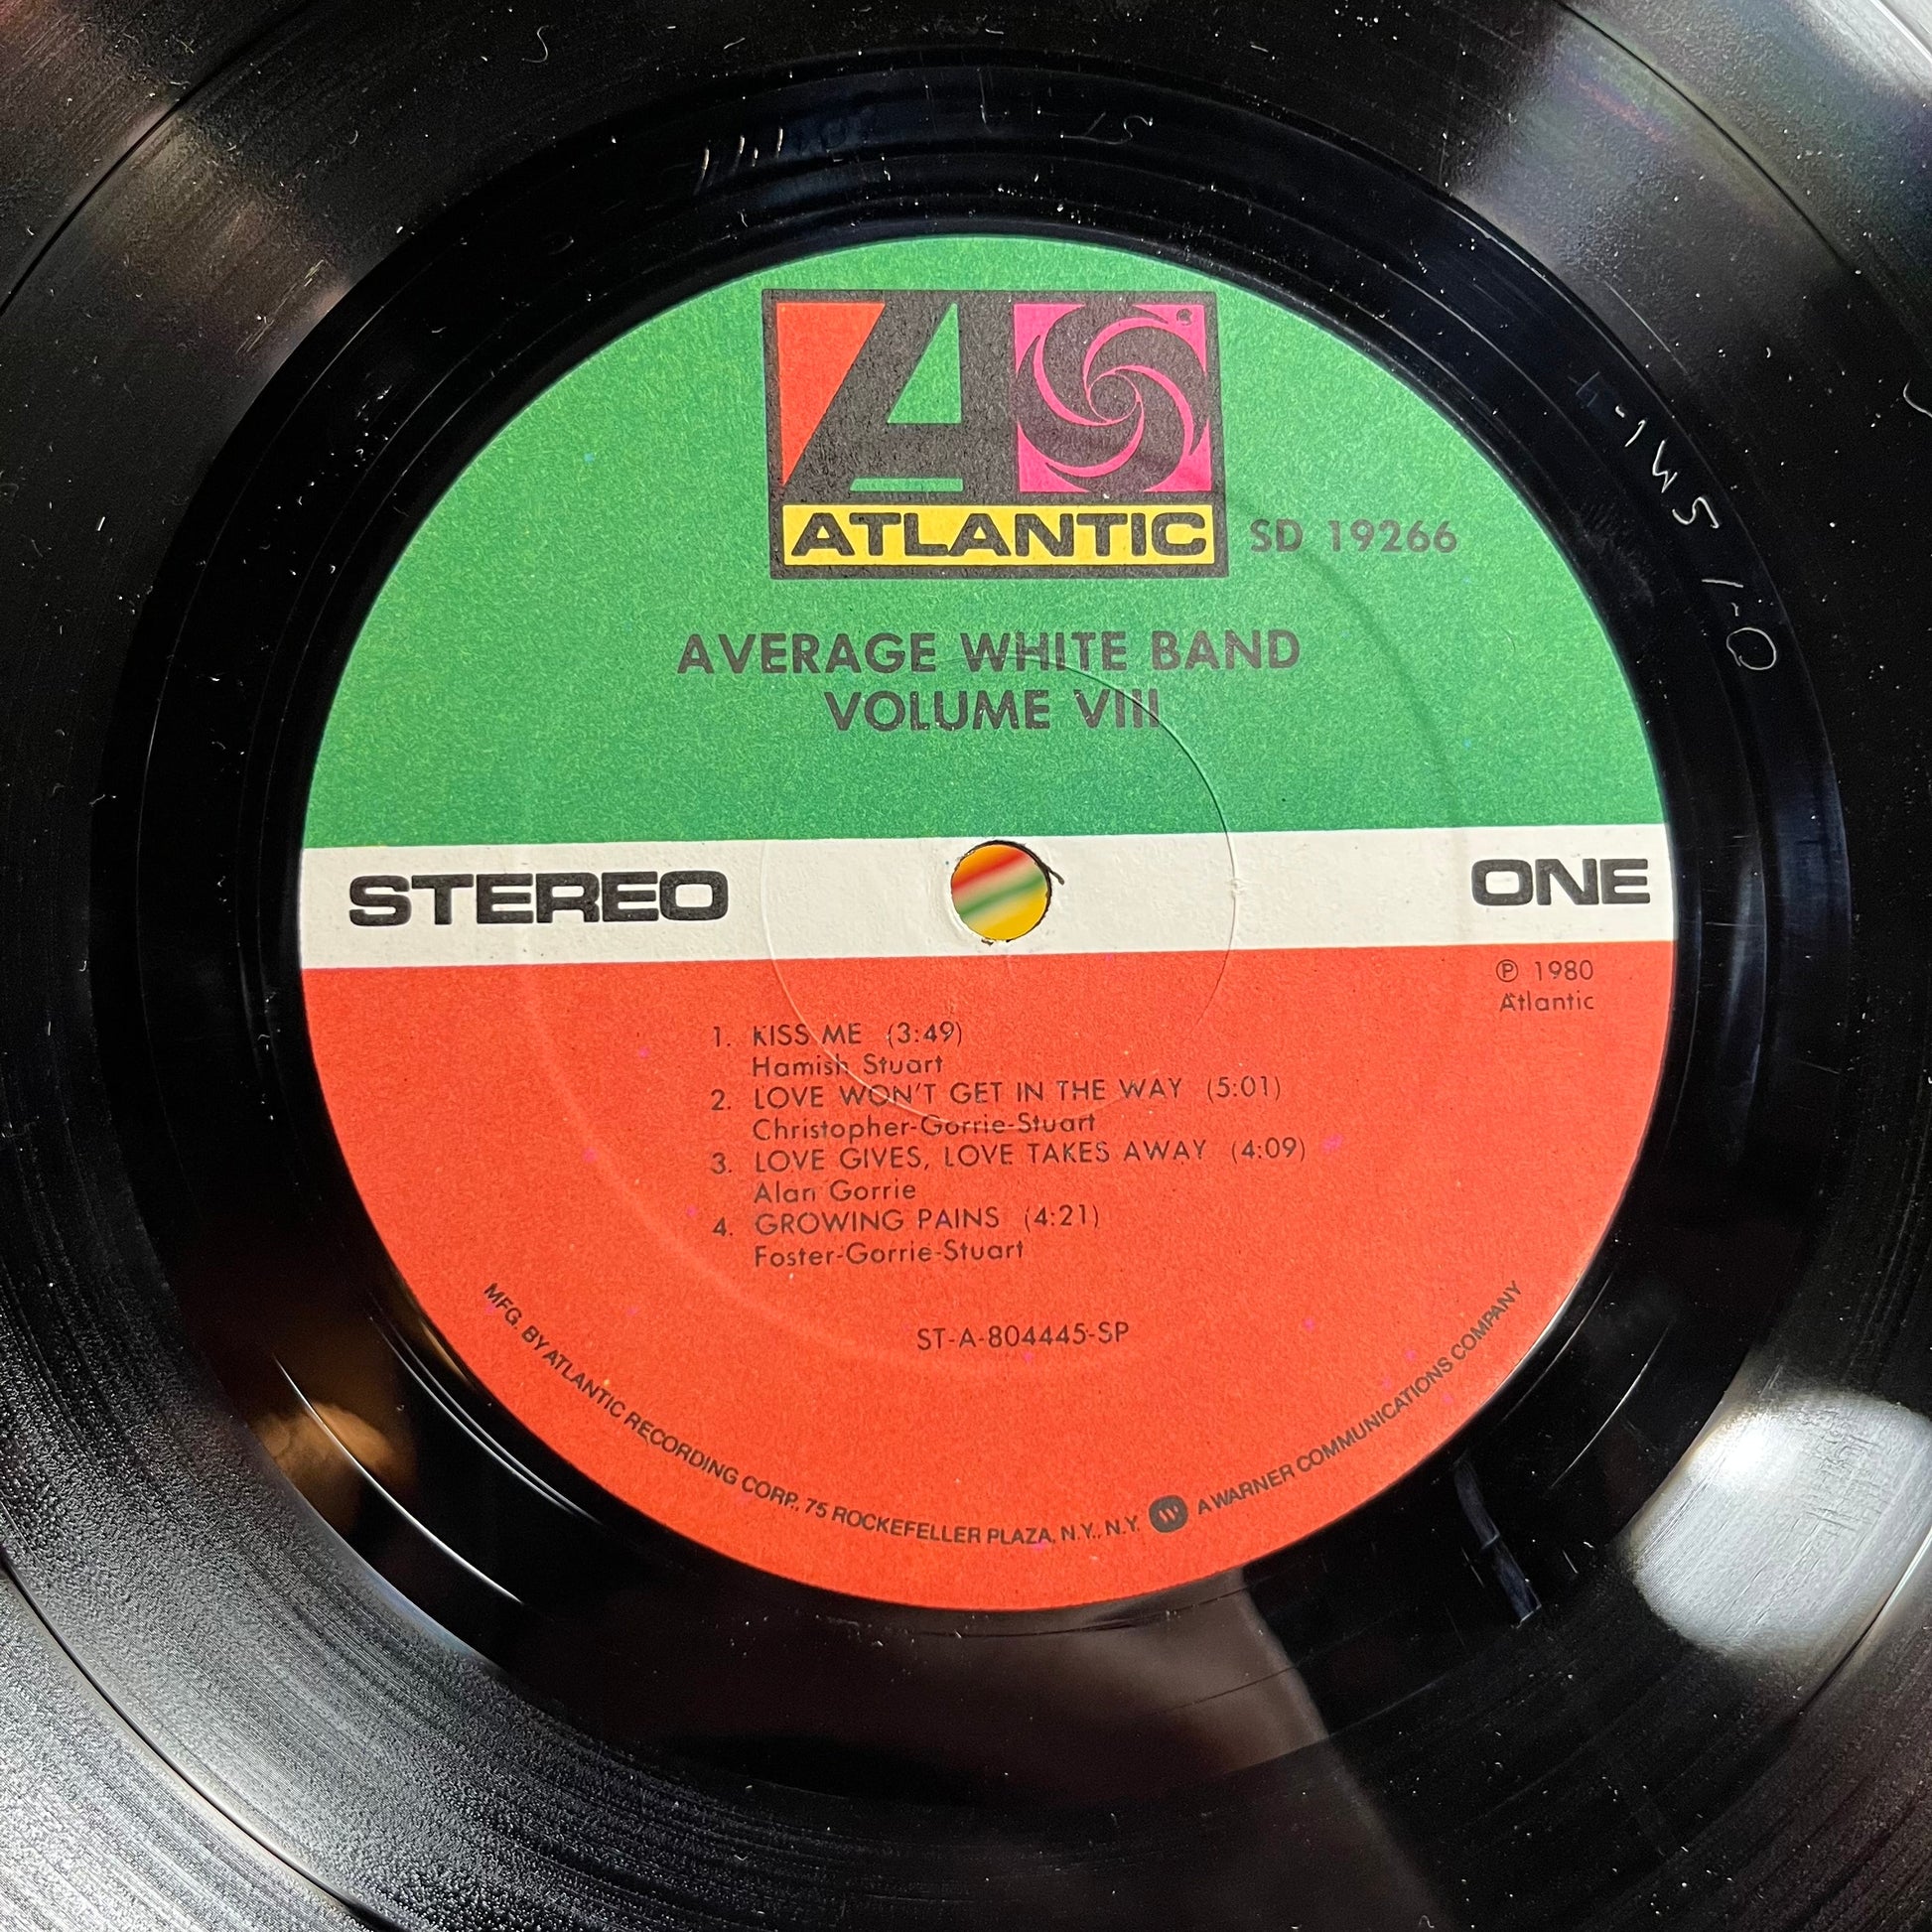 ATLANTIC
SD 19266
AVERAGE WHITE BAND
VOLUME VIII
STEREO
ONE
℗ 1980
Atlantic
1. KISS ME (3:49)
Hamish Stuart
2. LOVE WON'T GET IN THE WAY (5:01)
Christopher-Gorrie-Stuart
3. LOVE GIVES, LOVE TAKES AWAY (4:09)
Alan Gorrie
4. GROWING PAINS (4:21)
Foster-Gorrie-Stuart
ST-A-804445-SP
MFG. BY ATLANTIC RECORDING CORP., 75 ROCKEFELLER PLAZA, N.Y., N.Y. A WARNER COMMUNICATIONS COMPANY